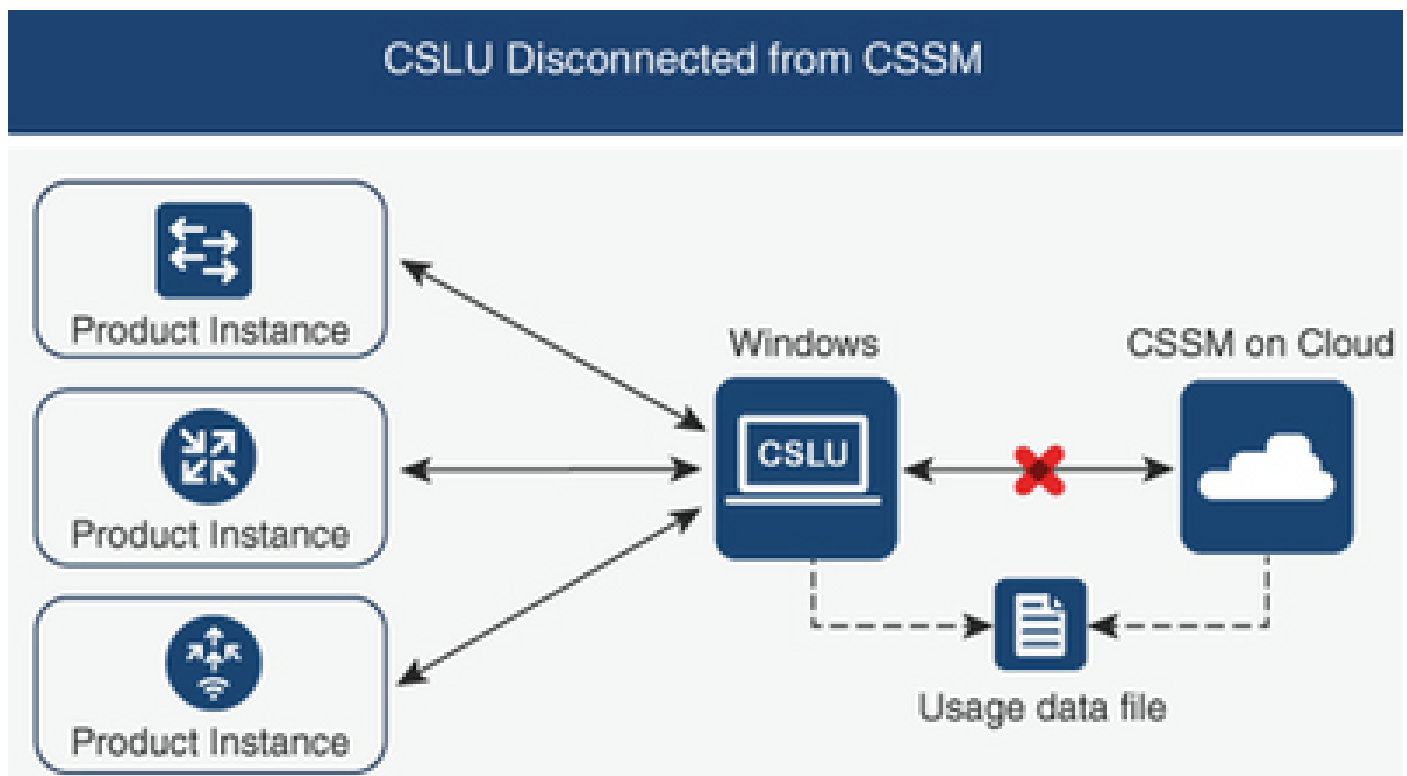 CSLU Disconnected from CSSM
Product Instance
Product Instance
Product Instance
Windows
CSLU
CSSM on Cloud
Usage data file